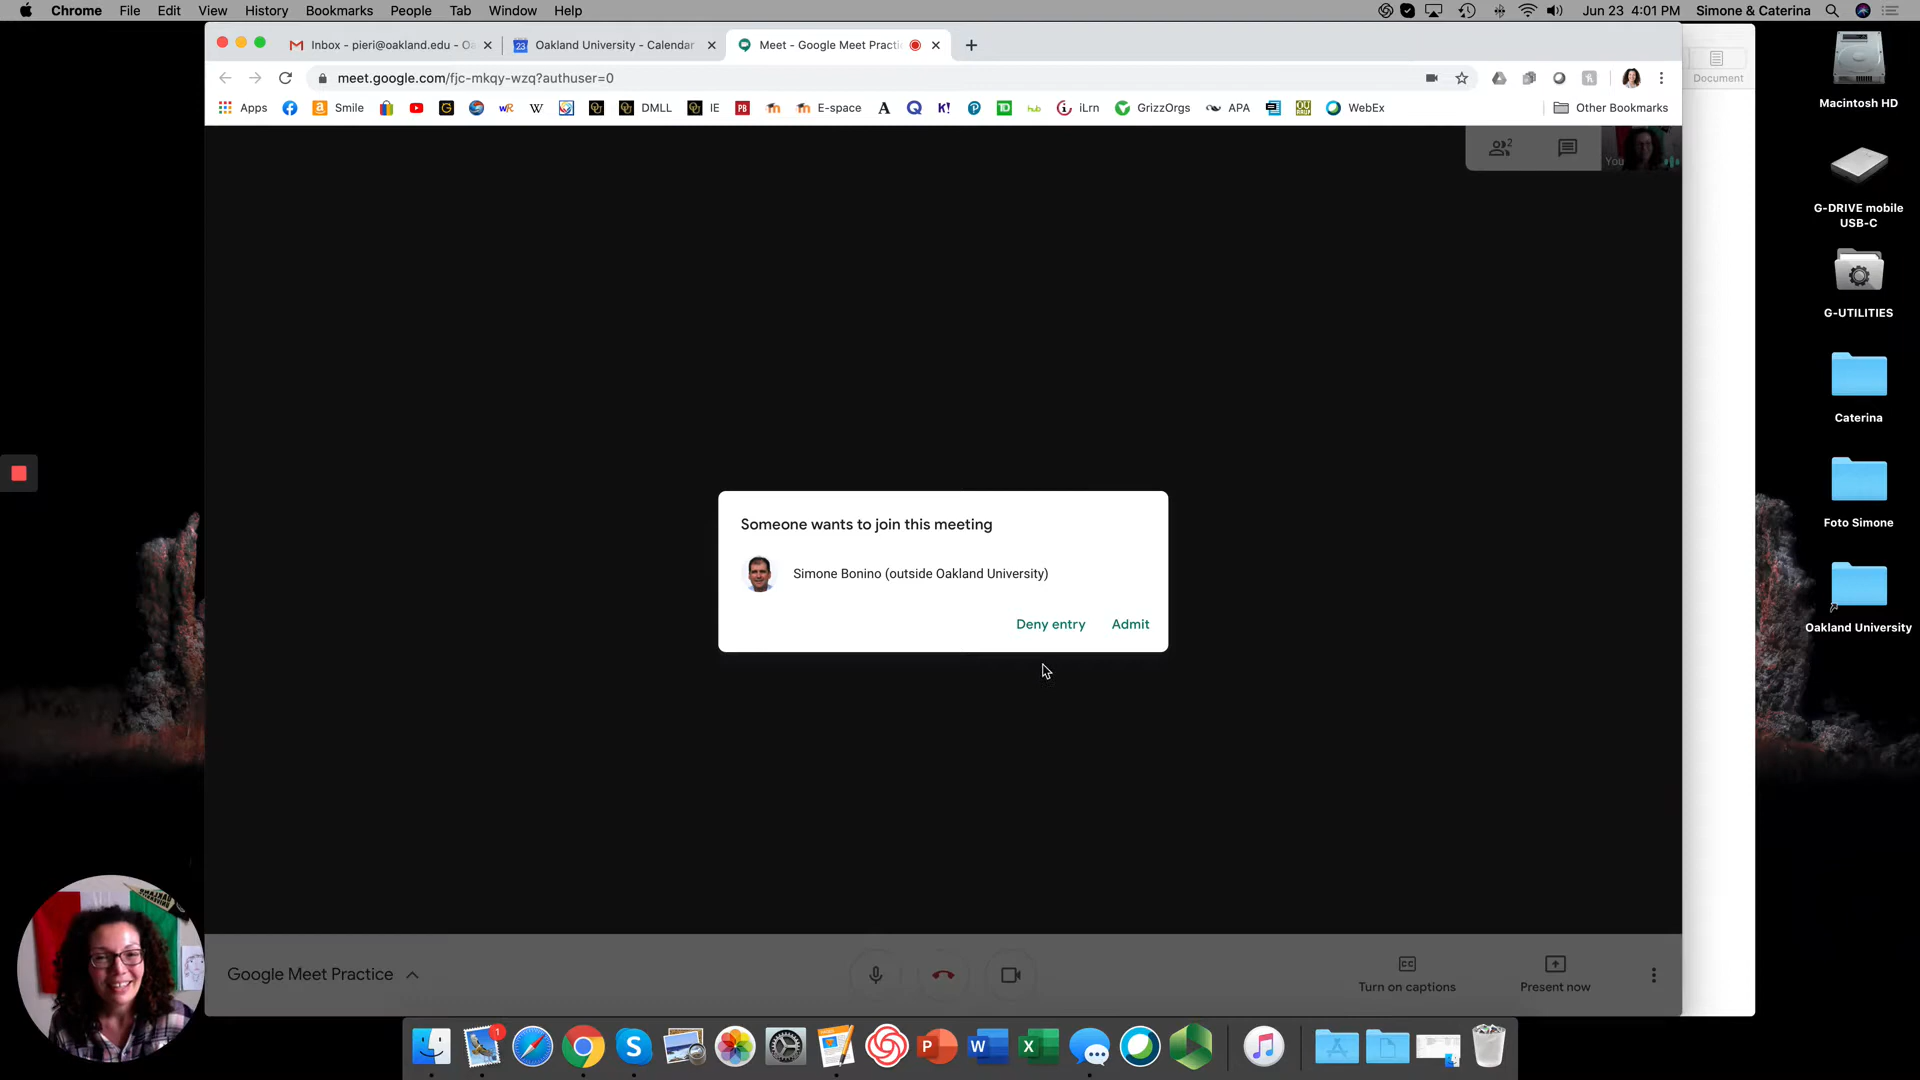 Chrome File Edit View History Bookmarks People Tab Window Help
Jun 23 4:01 PM Simone & Caterina
Inbox - pieri@oakland.edu - O
Oakland University - Calendar
Meet - Google Meet Practi
Document
meet.google.com/fjc-mkqy-wzq?authuser=0
Apps
Smile
DMLL
IE
PB
E-space
iLrn
GrizzOrgs
APA
WebEx
Other Bookmarks
Macintosh HD
G-DRIVE mobile
USB-C
G-UTILITIES
Caterina
Foto Simone
Oakland University
2
You
Someone wants to join this meeting
Simone Bonino (outside Oakland University)
Deny entry Admit
Google Meet Practice
Turn on captions
Present now
1